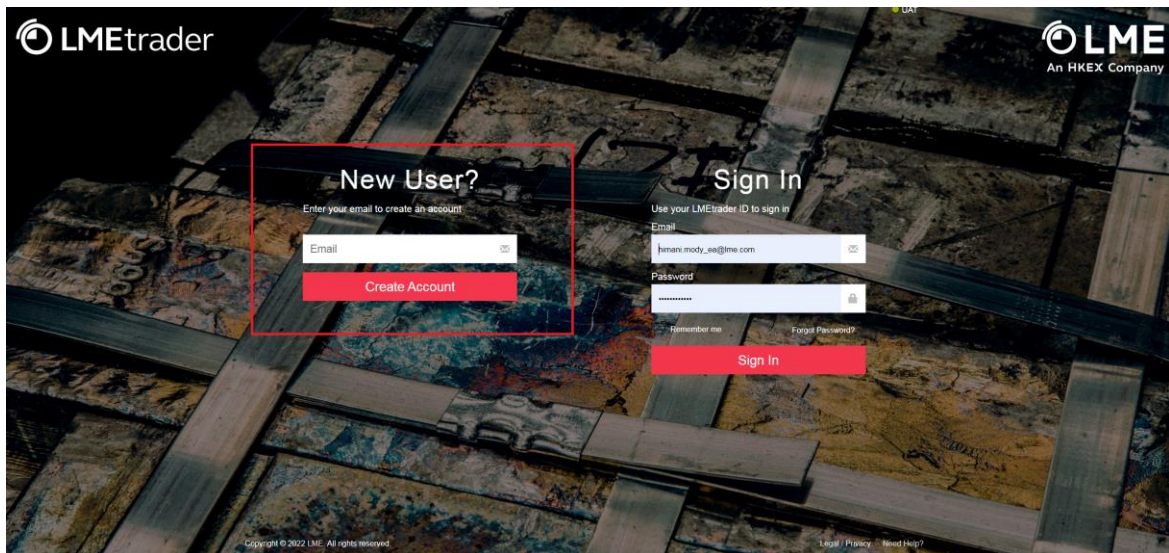 UAT
LMEtrader
LME
An HKEX Company
New User?
Enter your email to create an account
Email
Create Account
Sign In
Use your LMEtrader ID to sign in
Email
himani.mody_ea@lme.com
Password
••••••••••••
Remember me
Forgot Password?
Sign In
Copyright © 2022 LME. All rights reserved.
Legal / Privacy
Need Help?